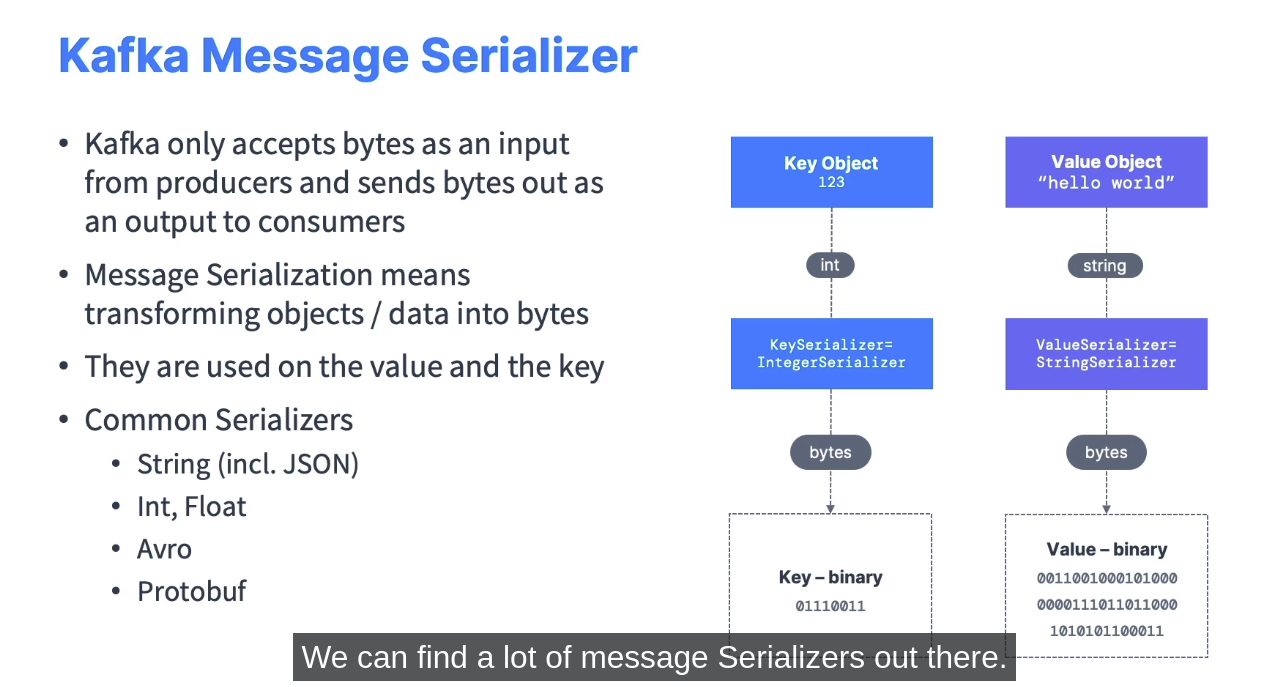 Kafka Message Serializer
• Kafka only accepts bytes as an input
from producers and sends bytes out as
an output to consumers
• Message Serialization means
transforming objects / data into bytes
• They are used on the value and the key
• Common Serializers
• String (incl. JSON)
• Int, Float
• Avro
• Protobuf
Key Object
123
int
KeySerializer=
IntegerSerializer
bytes
Key – binary
01110011
Value Object
“hello world”
string
ValueSerializer=
StringSerializer
bytes
Value – binary
0011001000101000
0000111011011000
1010101100011
We can find a lot of message Serializers out there.